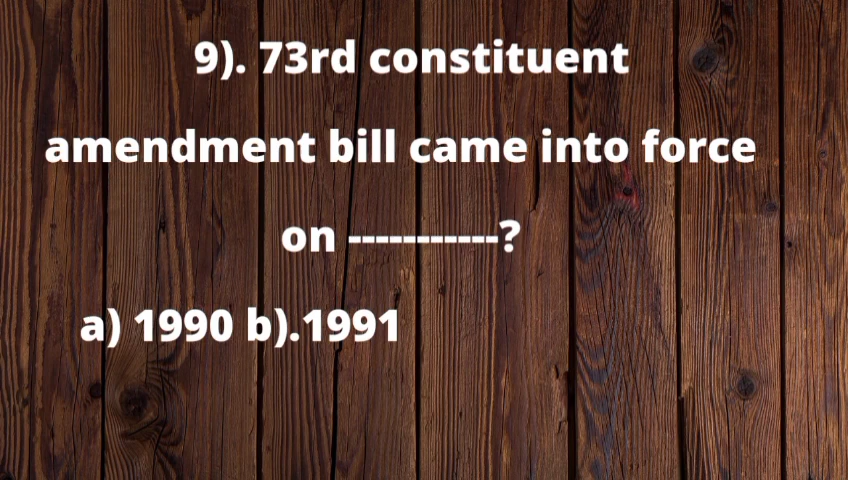 9). 73rd constituent
amendment bill came into force
on -----------?
a) 1990 b).1991